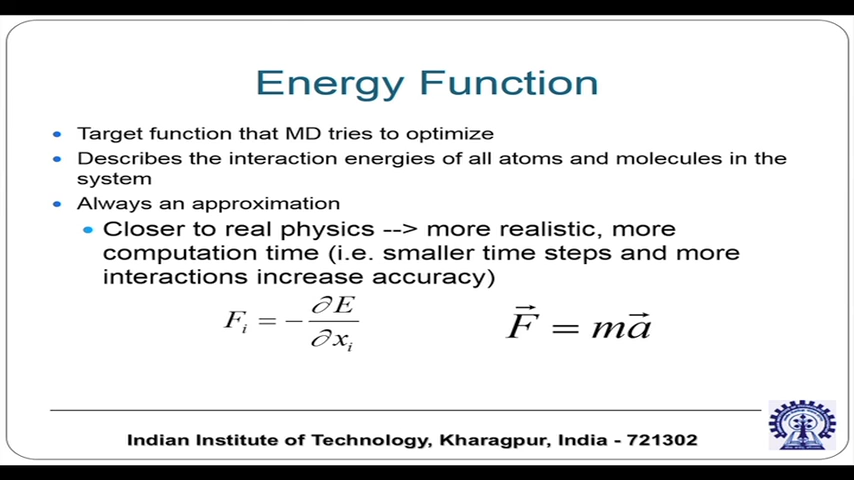 Energy Function
• Target function that MD tries to optimize
• Describes the interaction energies of all atoms and molecules in the
system
• Always an approximation
• Closer to real physics --> more realistic, more
computation time (i.e. smaller time steps and more
interactions increase accuracy)
F_i = − ∂E / ∂x_i
F⃗ = ma⃗
Indian Institute of Technology, Kharagpur, India - 721302